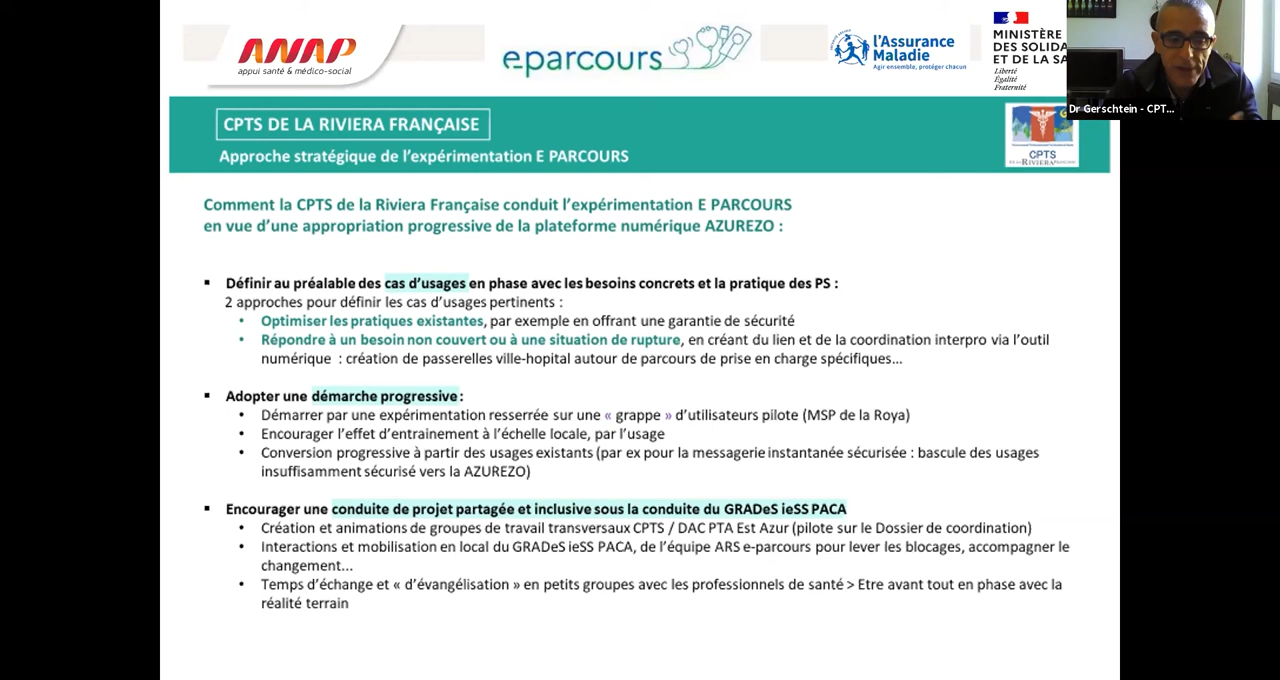 ANAP
appui santé & médico-social
eparcours
l'Assurance
Maladie
Agir ensemble, protéger chacun
MINISTÈRE
DES SOLIDA
ET DE LA SA
Liberté
Égalité
Fraternité
Dr Gerschtein - CPT...
CPTS DE LA RIVIERA FRANÇAISE
Approche stratégique de l'expérimentation E PARCOURS
CPTS
DE LA RIVIERA FRANÇAISE
Comment la CPTS de la Riviera Française conduit l'expérimentation E PARCOURS
en vue d'une appropriation progressive de la plateforme numérique AZUREZO :
▪ Définir au préalable des cas d'usages en phase avec les besoins concrets et la pratique des PS :
2 approches pour définir les cas d'usages pertinents :
• Optimiser les pratiques existantes, par exemple en offrant une garantie de sécurité
• Répondre à un besoin non couvert ou à une situation de rupture, en créant du lien et de la coordination interpro via l'outil
numérique : création de passerelles ville-hopital autour de parcours de prise en charge spécifiques...
▪ Adopter une démarche progressive :
• Démarrer par une expérimentation resserrée sur une « grappe » d'utilisateurs pilote (MSP de la Roya)
• Encourager l'effet d'entrainement à l'échelle locale, par l'usage
• Conversion progressive à partir des usages existants (par ex pour la messagerie instantanée sécurisée : bascule des usages
insuffisamment sécurisé vers la AZUREZO)
▪ Encourager une conduite de projet partagée et inclusive sous la conduite du GRADeS ieSS PACA
• Création et animations de groupes de travail transversaux CPTS / DAC PTA Est Azur (pilote sur le Dossier de coordination)
• Interactions et mobilisation en local du GRADeS ieSS PACA, de l'équipe ARS e-parcours pour lever les blocages, accompagner le
changement...
• Temps d'échange et « d'évangélisation » en petits groupes avec les professionnels de santé > Etre avant tout en phase avec la
réalité terrain